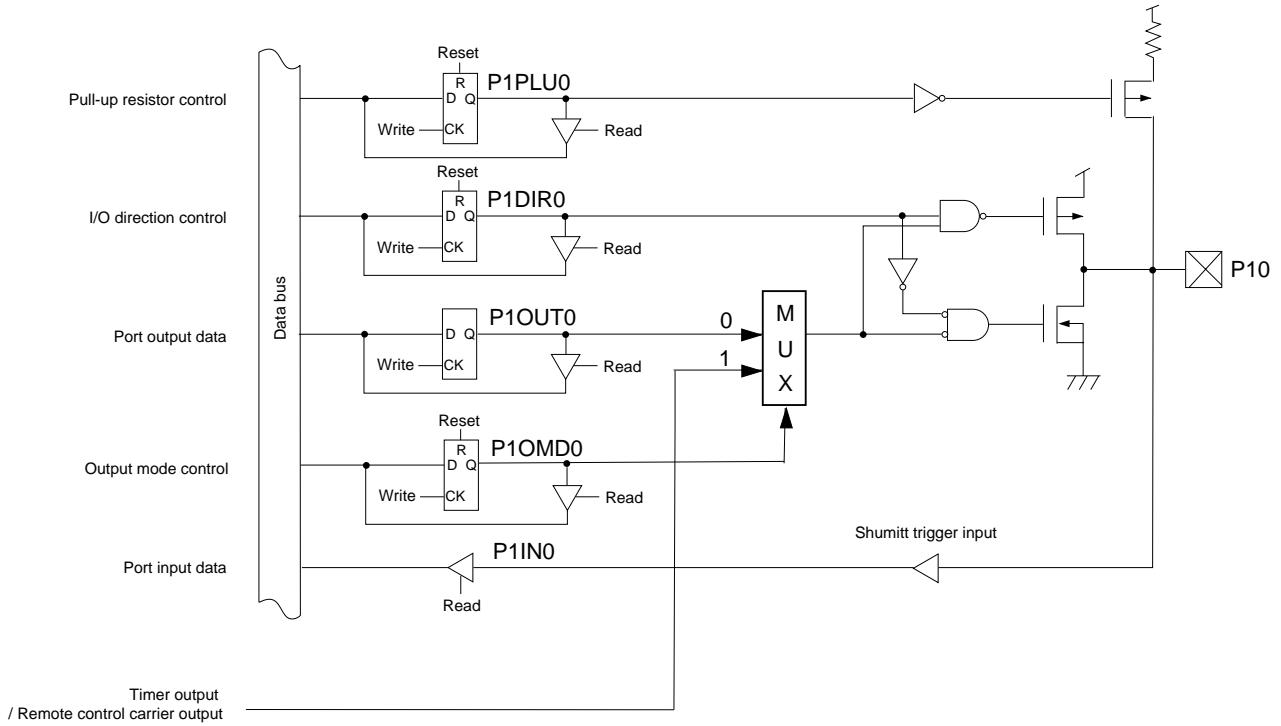 Reset
Pull-up resistor control
R
D Q
P1PLU0
Write
CK
Read
Reset
I/O direction control
R
D Q
P1DIR0
Write
CK
Read
P10
Data bus
Port output data
D Q
P1OUT0
Write
CK
Read
0
1
M
U
X
Reset
Output mode control
R
D Q
P1OMD0
Write
CK
Read
Port input data
P1IN0
Read
Shumitt trigger input
Timer output
/ Remote control carrier output